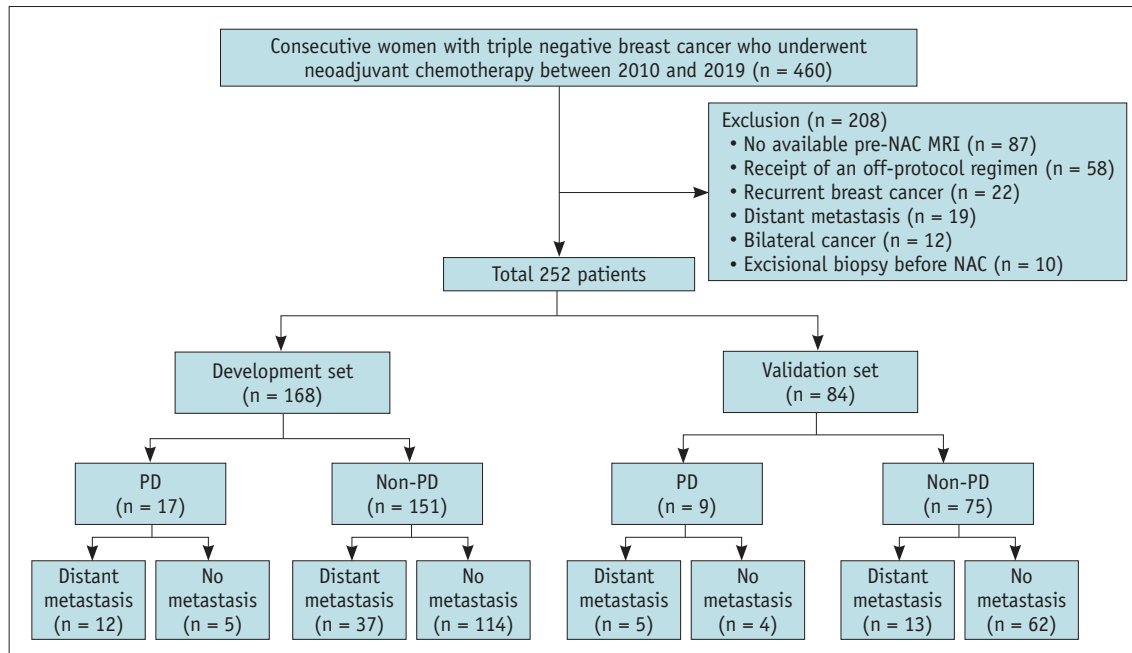 Consecutive women with triple negative breast cancer who underwent
neoadjuvant chemotherapy between 2010 and 2019 (n = 460)
Exclusion (n = 208)
• No available pre-NAC MRI (n = 87)
• Receipt of an off-protocol regimen (n = 58)
• Recurrent breast cancer (n = 22)
• Distant metastasis (n = 19)
• Bilateral cancer (n = 12)
• Excisional biopsy before NAC (n = 10)
Total 252 patients
Development set
(n = 168)
Validation set
(n = 84)
PD
(n = 17)
Non-PD
(n = 151)
PD
(n = 9)
Non-PD
(n = 75)
Distant
metastasis
(n = 12)
No
metastasis
(n = 5)
Distant
metastasis
(n = 37)
No
metastasis
(n = 114)
Distant
metastasis
(n = 5)
No
metastasis
(n = 4)
Distant
metastasis
(n = 13)
No
metastasis
(n = 62)